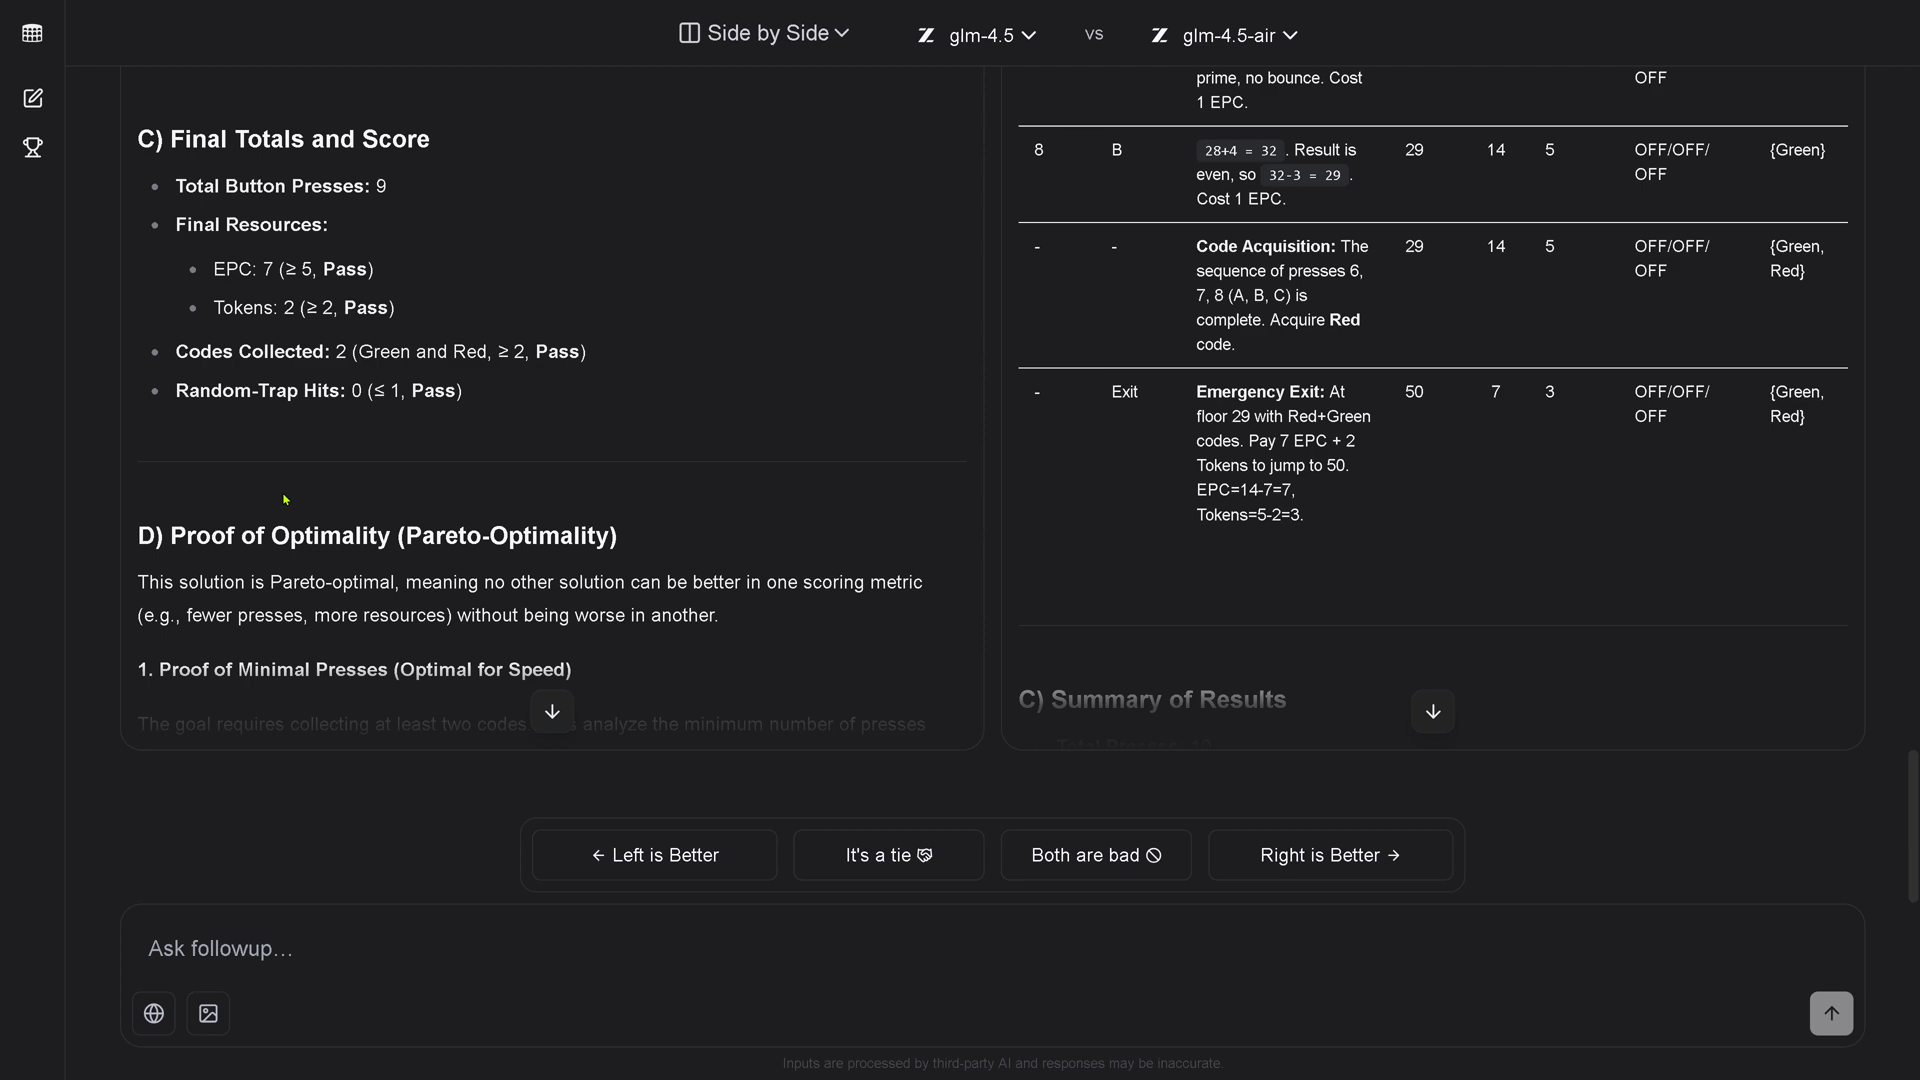 Side by Side
glm-4.5
VS
glm-4.5-air
C) Final Totals and Score
Total Button Presses: 9
Final Resources:
EPC: 7 (≥ 5, Pass)
Tokens: 2 (≥ 2, Pass)
Codes Collected: 2 (Green and Red, ≥ 2, Pass)
Random-Trap Hits: 0 (≤ 1, Pass)
D) Proof of Optimality (Pareto-Optimality)
This solution is Pareto-optimal, meaning no other solution can be better in one scoring metric
(e.g., fewer presses, more resources) without being worse in another.
1. Proof of Minimal Presses (Optimal for Speed)
The goal requires collecting at least two codes. analyze the minimum number of presses
prime, no bounce. Cost OFF
1 EPC.
8 B 28+4 = 32 . Result is 29 14 5 OFF/OFF/ {Green}
even, so 32-3 = 29 . OFF
Cost 1 EPC.
- - Code Acquisition: The 29 14 5 OFF/OFF/ {Green,
sequence of presses 6, OFF Red}
7, 8 (A, B, C) is
complete. Acquire Red
code.
- Exit Emergency Exit: At 50 7 3 OFF/OFF/ {Green,
floor 29 with Red+Green OFF Red}
codes. Pay 7 EPC + 2
Tokens to jump to 50.
EPC=14-7=7,
Tokens=5-2=3.
C) Summary of Results
← Left is Better
It's a tie
Both are bad
Right is Better →
Ask followup...
Inputs are processed by third-party AI and responses may be inaccurate.